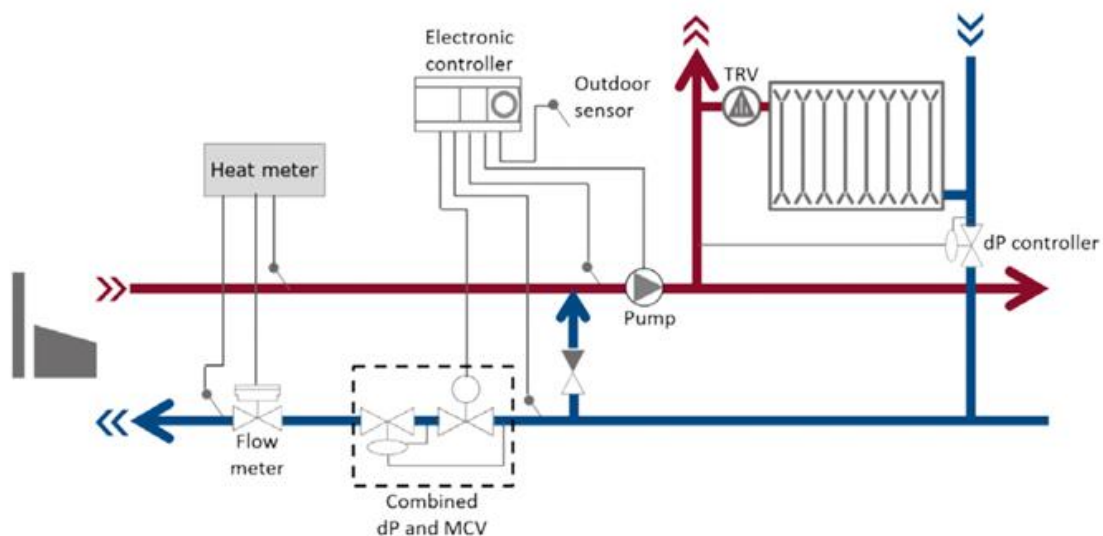 Electronic
controller
Outdoor
sensor
TRV
Heat meter
dP controller
Pump
Flow
meter
Combined
dP and MCV